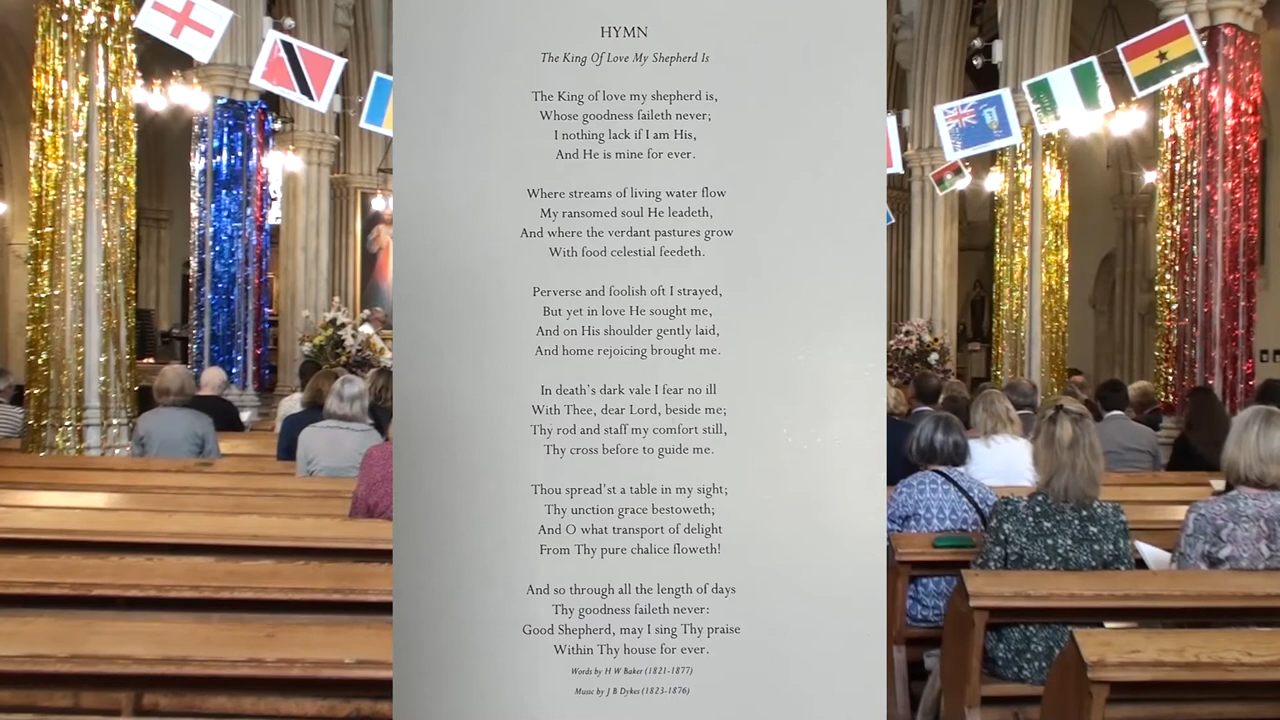 HYMN
The King Of Love My Shepherd Is
The King of love my shepherd is,
Whose goodness faileth never;
I nothing lack if I am His,
And He is mine for ever.
Where streams of living water flow
My ransomed soul He leadeth,
And where the verdant pastures grow
With food celestial feedeth.
Perverse and foolish oft I strayed,
But yet in love He sought me,
And on His shoulder gently laid,
And home rejoicing brought me.
In death's dark vale I fear no ill
With Thee, dear Lord, beside me;
Thy rod and staff my comfort still,
Thy cross before to guide me.
Thou spread'st a table in my sight;
Thy unction grace bestoweth;
And O what transport of delight
From Thy pure chalice floweth!
And so through all the length of days
Thy goodness faileth never:
Good Shepherd, may I sing Thy praise
Within Thy house for ever.
Words by H W Baker (1821-1877)
Music by J B Dykes (1823-1876)